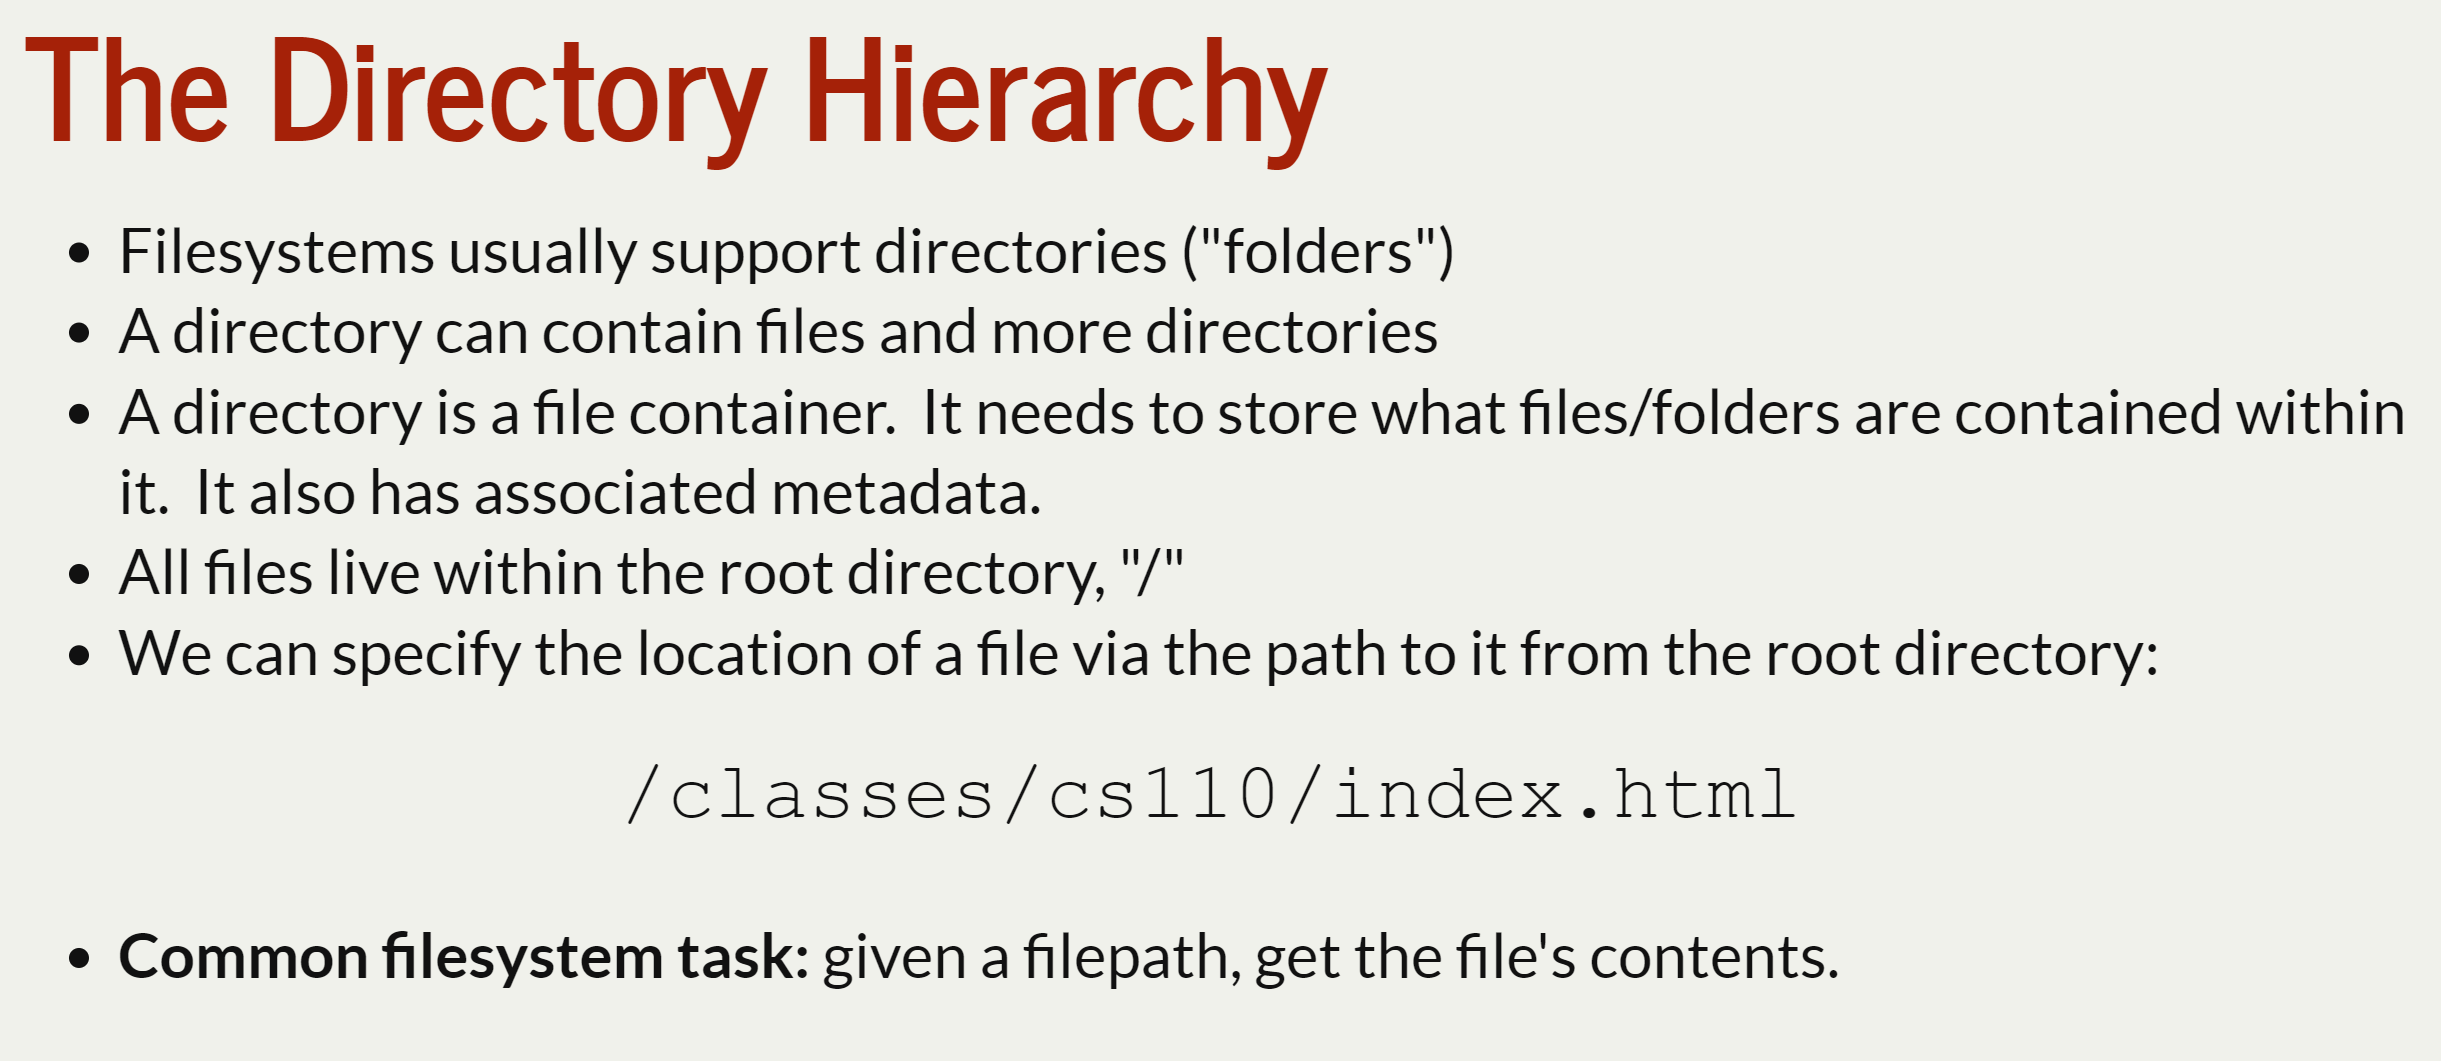 The Directory Hierarchy
• Filesystems usually support directories ("folders")
• A directory can contain files and more directories
• A directory is a file container.  It needs to store what files/folders are contained within
it.  It also has associated metadata.
• All files live within the root directory, "/"
• We can specify the location of a file via the path to it from the root directory:
/classes/cs110/index.html
• Common filesystem task: given a filepath, get the file's contents.